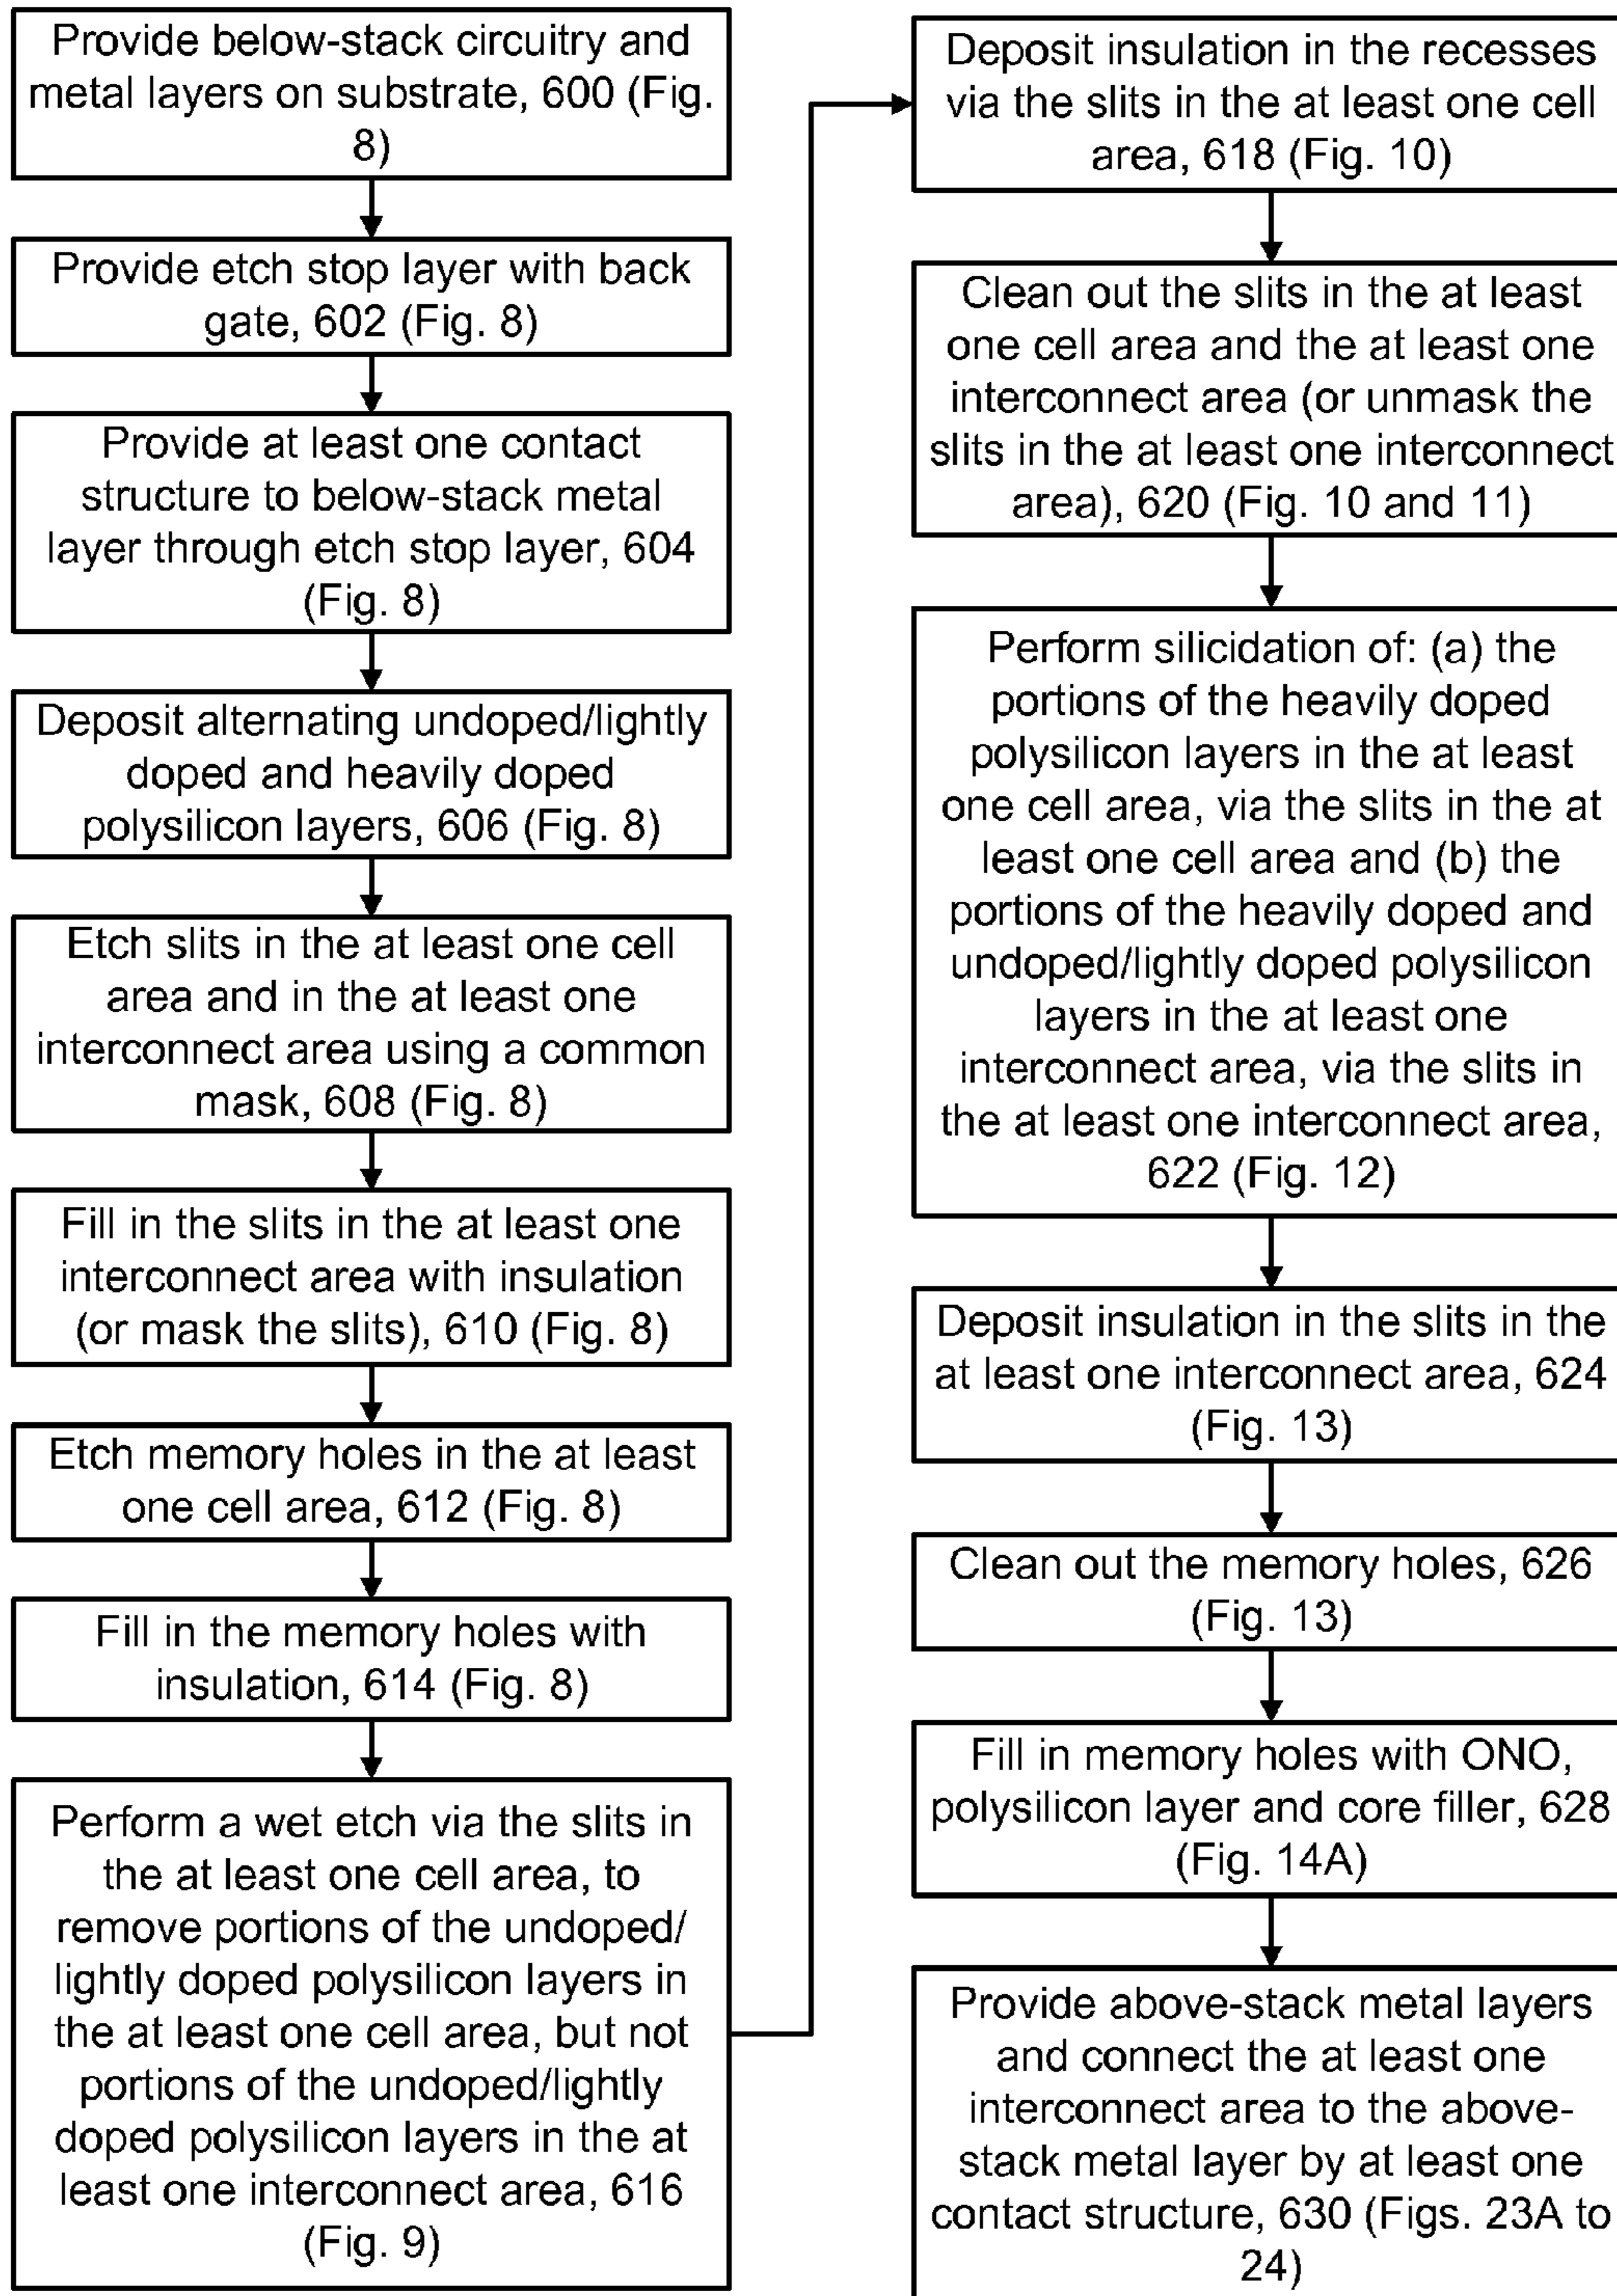 Provide below-stack circuitry and
metal layers on substrate, 600 (Fig.
8)
Provide etch stop layer with back
gate, 602 (Fig. 8)
Provide at least one contact
structure to below-stack metal
layer through etch stop layer, 604
(Fig. 8)
Deposit alternating undoped/lightly
doped and heavily doped
polysilicon layers, 606 (Fig. 8)
Etch slits in the at least one cell
area and in the at least one
interconnect area using a common
mask, 608 (Fig. 8)
Fill in the slits in the at least one
interconnect area with insulation
(or mask the slits), 610 (Fig. 8)
Etch memory holes in the at least
one cell area, 612 (Fig. 8)
Fill in the memory holes with
insulation, 614 (Fig. 8)
Perform a wet etch via the slits in
the at least one cell area, to
remove portions of the undoped/
lightly doped polysilicon layers in
the at least one cell area, but not
portions of the undoped/lightly
doped polysilicon layers in the at
least one interconnect area, 616
(Fig. 9)
Deposit insulation in the recesses
via the slits in the at least one cell
area, 618 (Fig. 10)
Clean out the slits in the at least
one cell area and the at least one
interconnect area (or unmask the
slits in the at least one interconnect
area), 620 (Fig. 10 and 11)
Perform silicidation of: (a) the
portions of the heavily doped
polysilicon layers in the at least
one cell area, via the slits in the at
least one cell area and (b) the
portions of the heavily doped and
undoped/lightly doped polysilicon
layers in the at least one
interconnect area, via the slits in
the at least one interconnect area,
622 (Fig. 12)
Deposit insulation in the slits in the
at least one interconnect area, 624
(Fig. 13)
Clean out the memory holes, 626
(Fig. 13)
Fill in memory holes with ONO,
polysilicon layer and core filler, 628
(Fig. 14A)
Provide above-stack metal layers
and connect the at least one
interconnect area to the above-
stack metal layer by at least one
contact structure, 630 (Figs. 23A to
24)